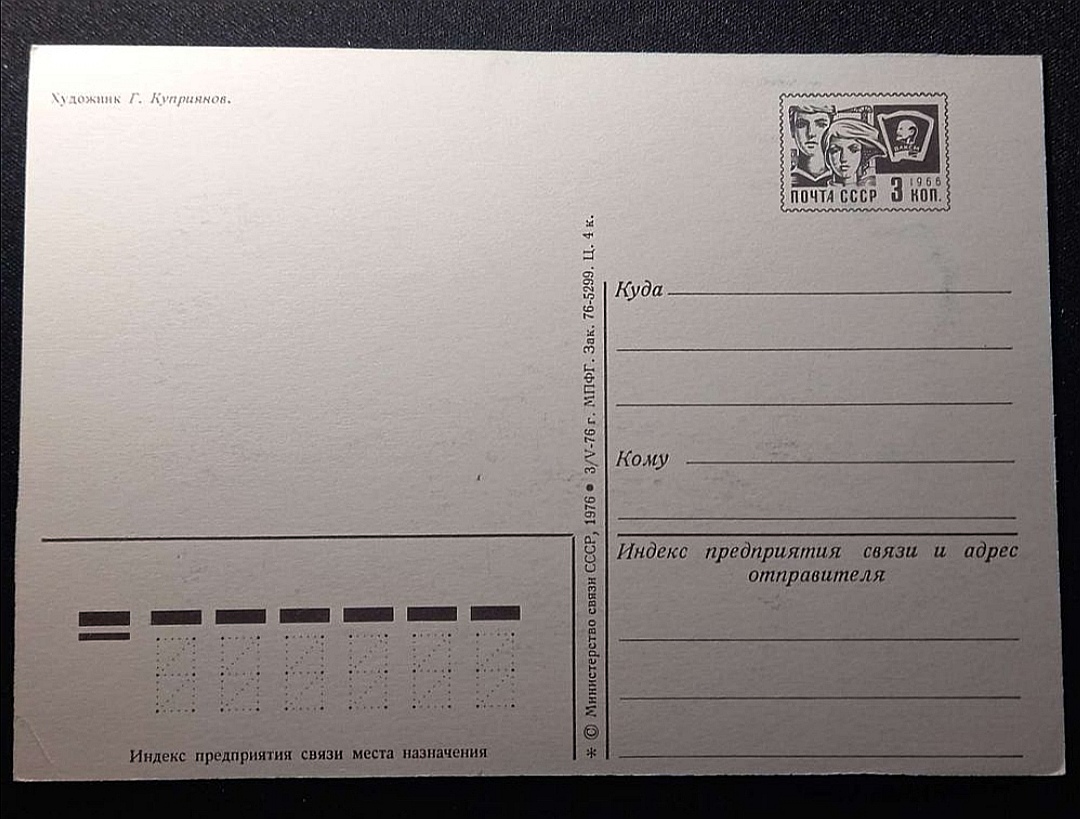 Художник Г. Куприянов.
ВЛКСМ
1966
ПОЧТА СССР 3 КОП.
Куда
Кому
Индекс предприятия связи и адрес
отправителя
* © Министерство связи СССР, 1976 ● 3/V-76 г. МПФГ. Зак. 76-5299. Ц. 4 к.
Индекс предприятия связи места назначения